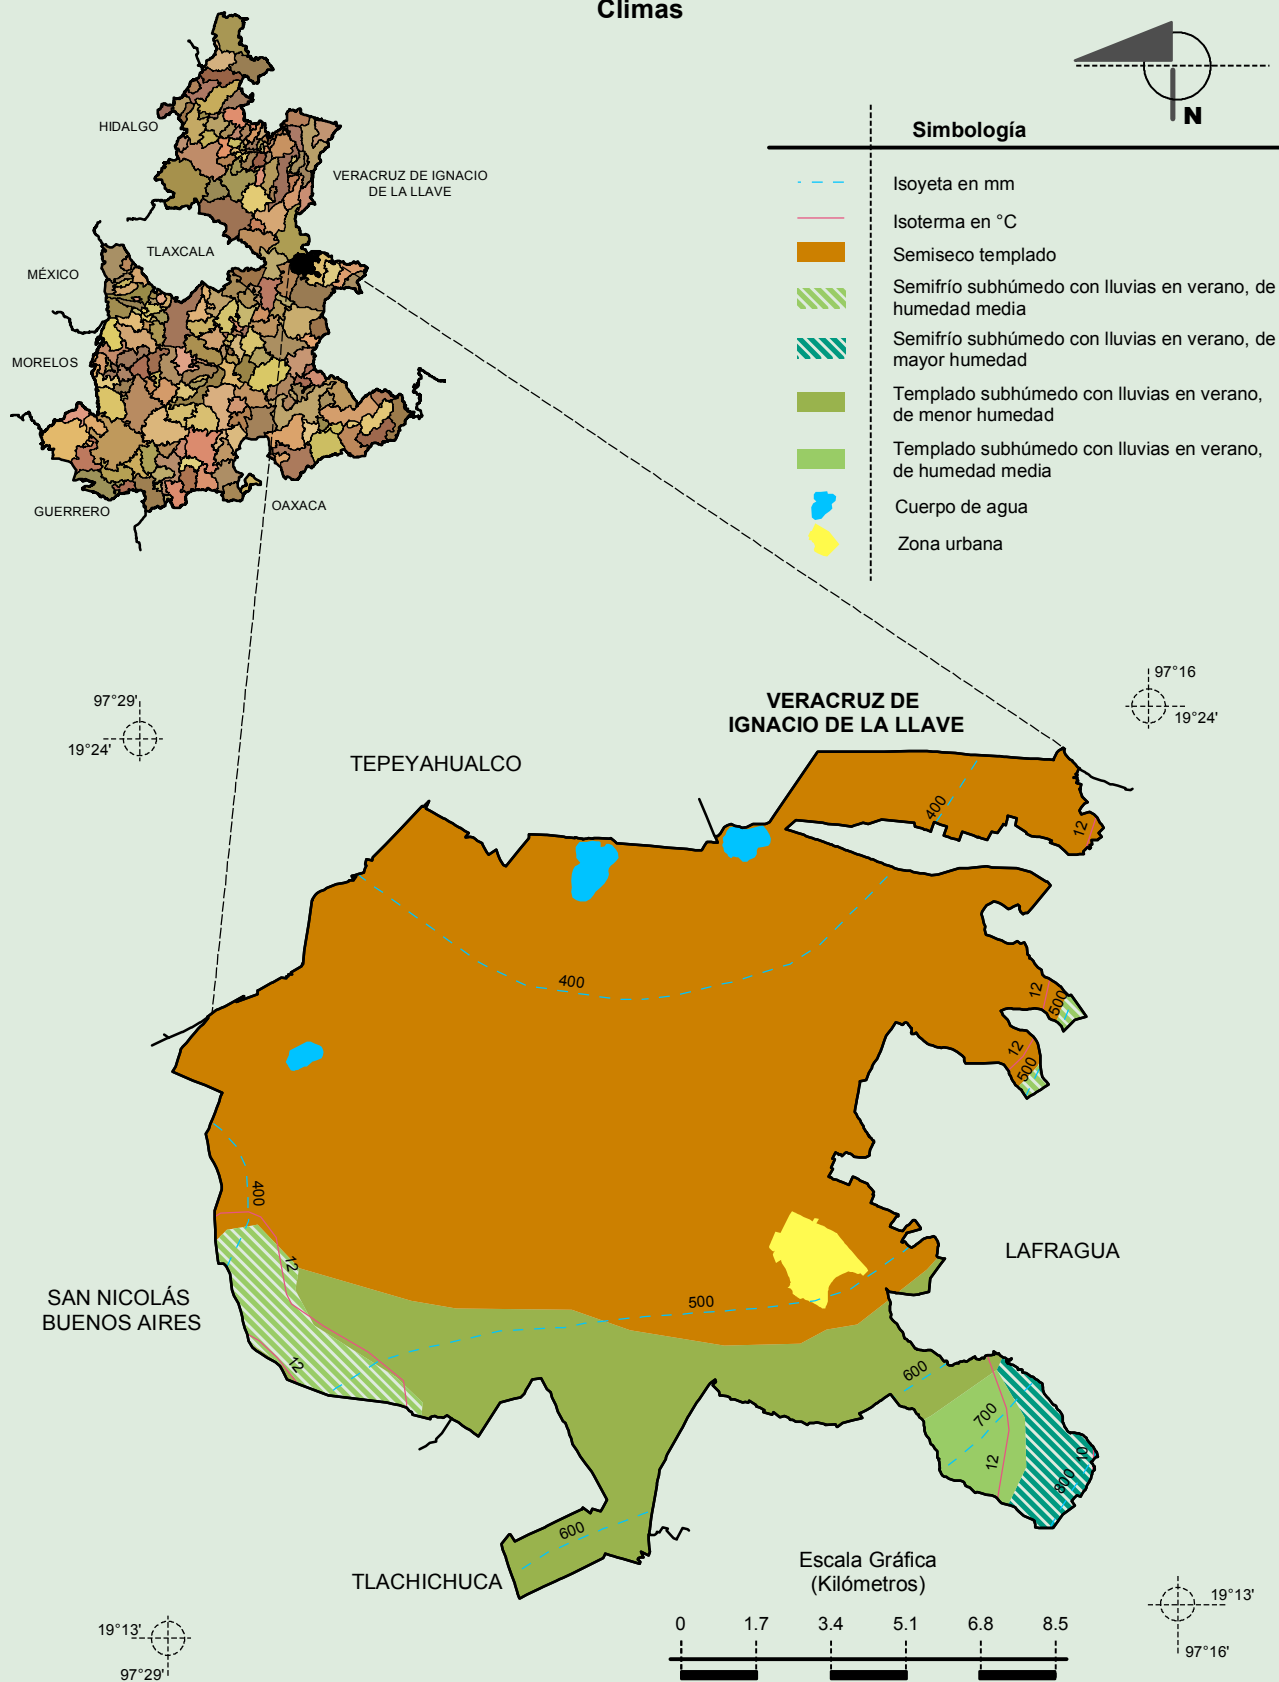 Climas
N
HIDALGO
VERACRUZ DE IGNACIO
DE LA LLAVE
TLAXCALA
MÉXICO
MORELOS
GUERRERO
OAXACA
Simbología
Isoyeta en mm
Isoterma en °C
Semiseco templado
Semifrío subhúmedo con lluvias en verano, de
humedad media
Semifrío subhúmedo con lluvias en verano, de
mayor humedad
Templado subhúmedo con lluvias en verano,
de menor humedad
Templado subhúmedo con lluvias en verano,
de humedad media
Cuerpo de agua
Zona urbana
97°29'
19°24'
97°16
19°24'
VERACRUZ DE
IGNACIO DE LA LLAVE
TEPEYAHUALCO
400
12
400
12
500
12
500
400
12
12
500
LAFRAGUA
SAN NICOLÁS
BUENOS AIRES
600
700
12
10
800
600
TLACHICHUCA
Escala Gráfica
(Kilómetros)
0 1.7 3.4 5.1 6.8 8.5
19°13'
97°29'
19°13'
97°16'